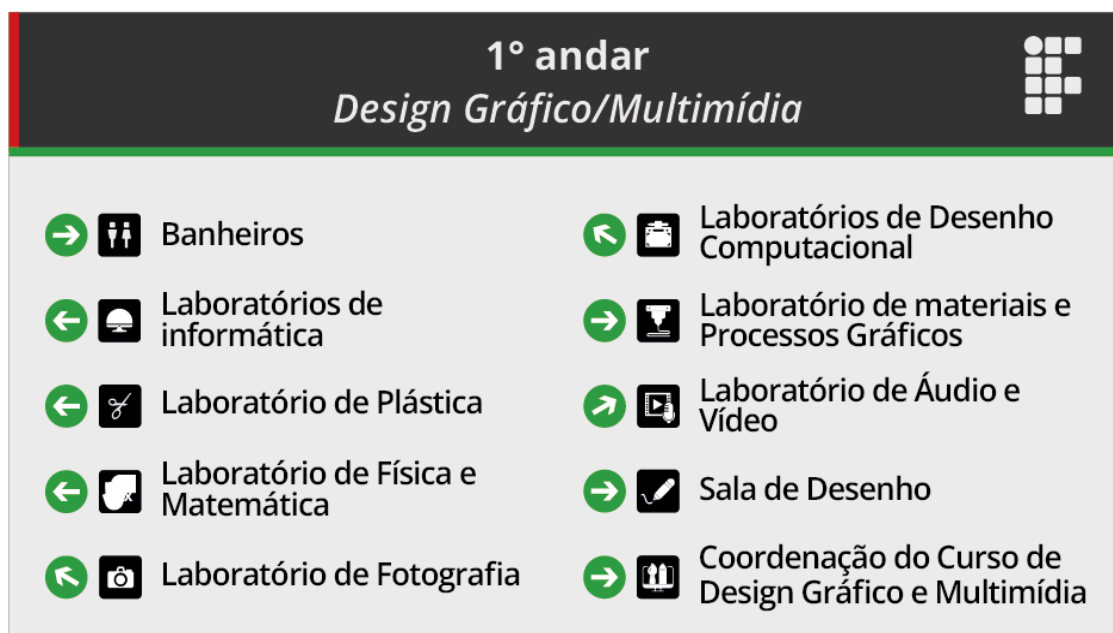 1° andar
Design Gráfico/Multimídia
Banheiros
Laboratórios de
informática
Laboratório de Plástica
Laboratório de Física e
Matemática
Laboratório de Fotografia
Laboratórios de Desenho
Computacional
Laboratório de materiais e
Processos Gráficos
Laboratório de Áudio e
Vídeo
Sala de Desenho
Coordenação do Curso de
Design Gráfico e Multimídia